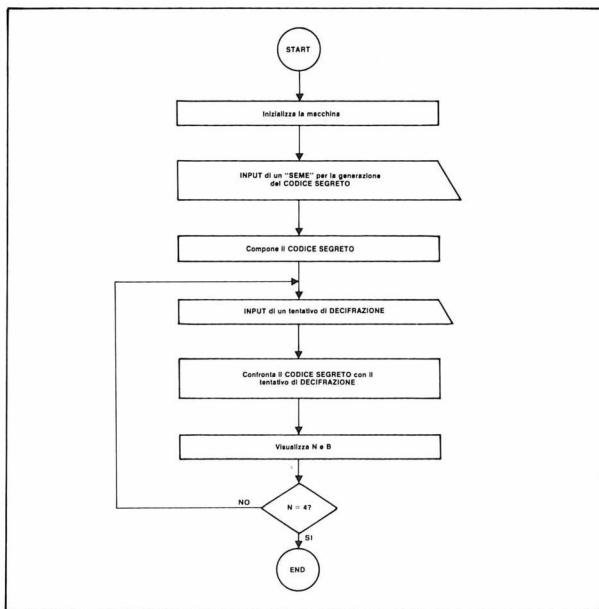 START
Inizializza la macchina
INPUT di un "SEME" per la generazione
del CODICE SEGRETO
Compone il CODICE SEGRETO
INPUT di un tentativo di DECIFRAZIONE
Confronta il CODICE SEGRETO con il
tentativo di DECIFRAZIONE
Visualizza N e B
N = 4?
NO
SI
END